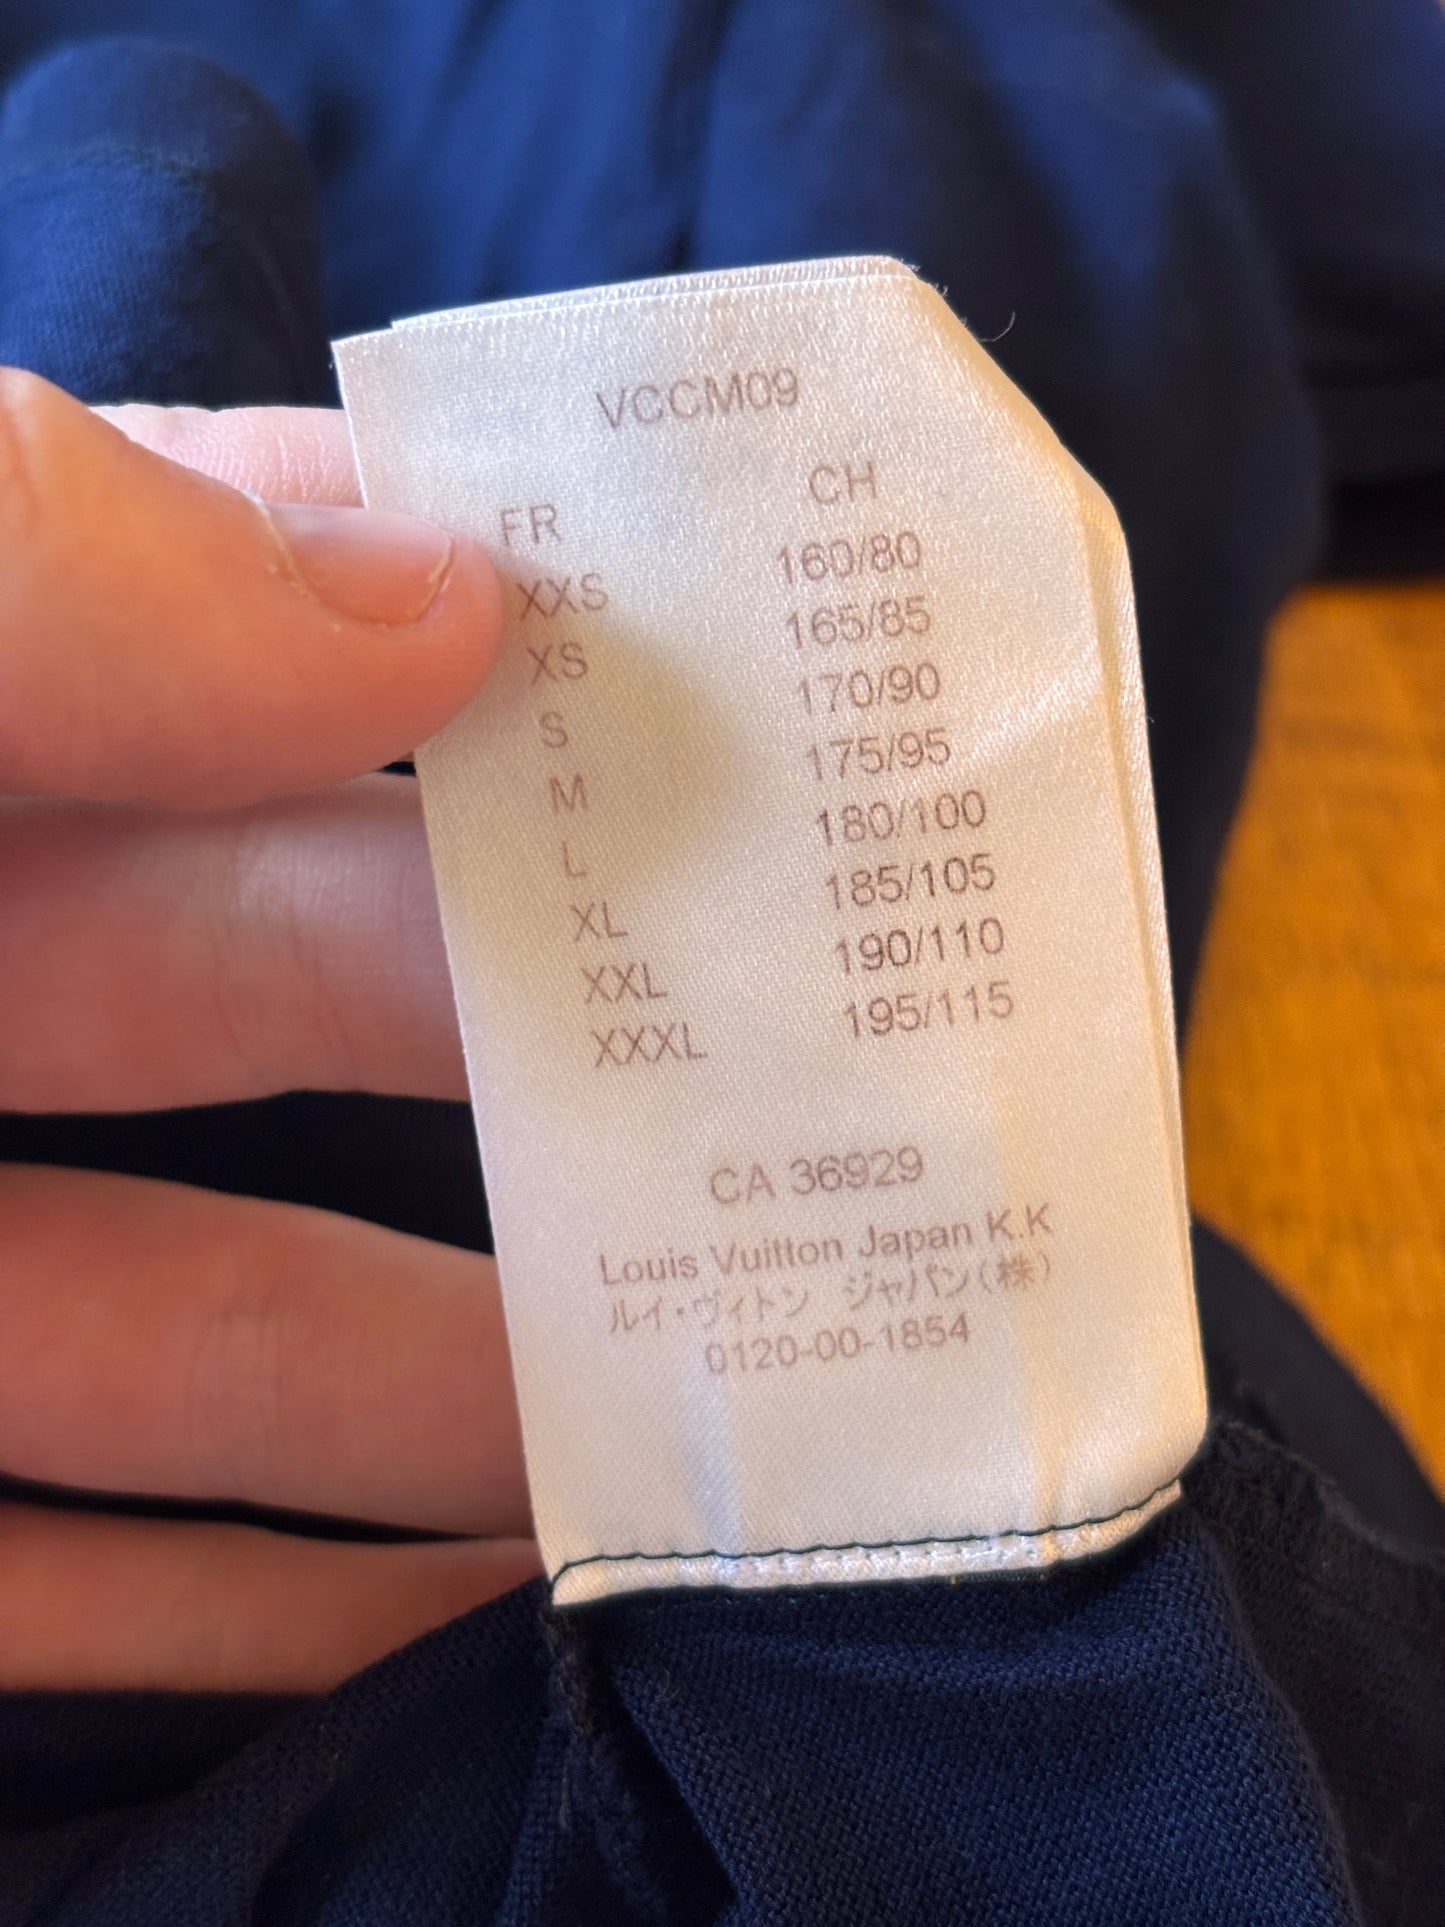 VCCM09
FR CH
XXS 160/80
XS 165/85
S 170/90
M 175/95
L 180/100
XL 185/105
XXL 190/110
XXXL 195/115
CA 36929
Louis Vuitton Japan K.K
ルイ・ヴィトン ジャパン(株)
0120-00-1854